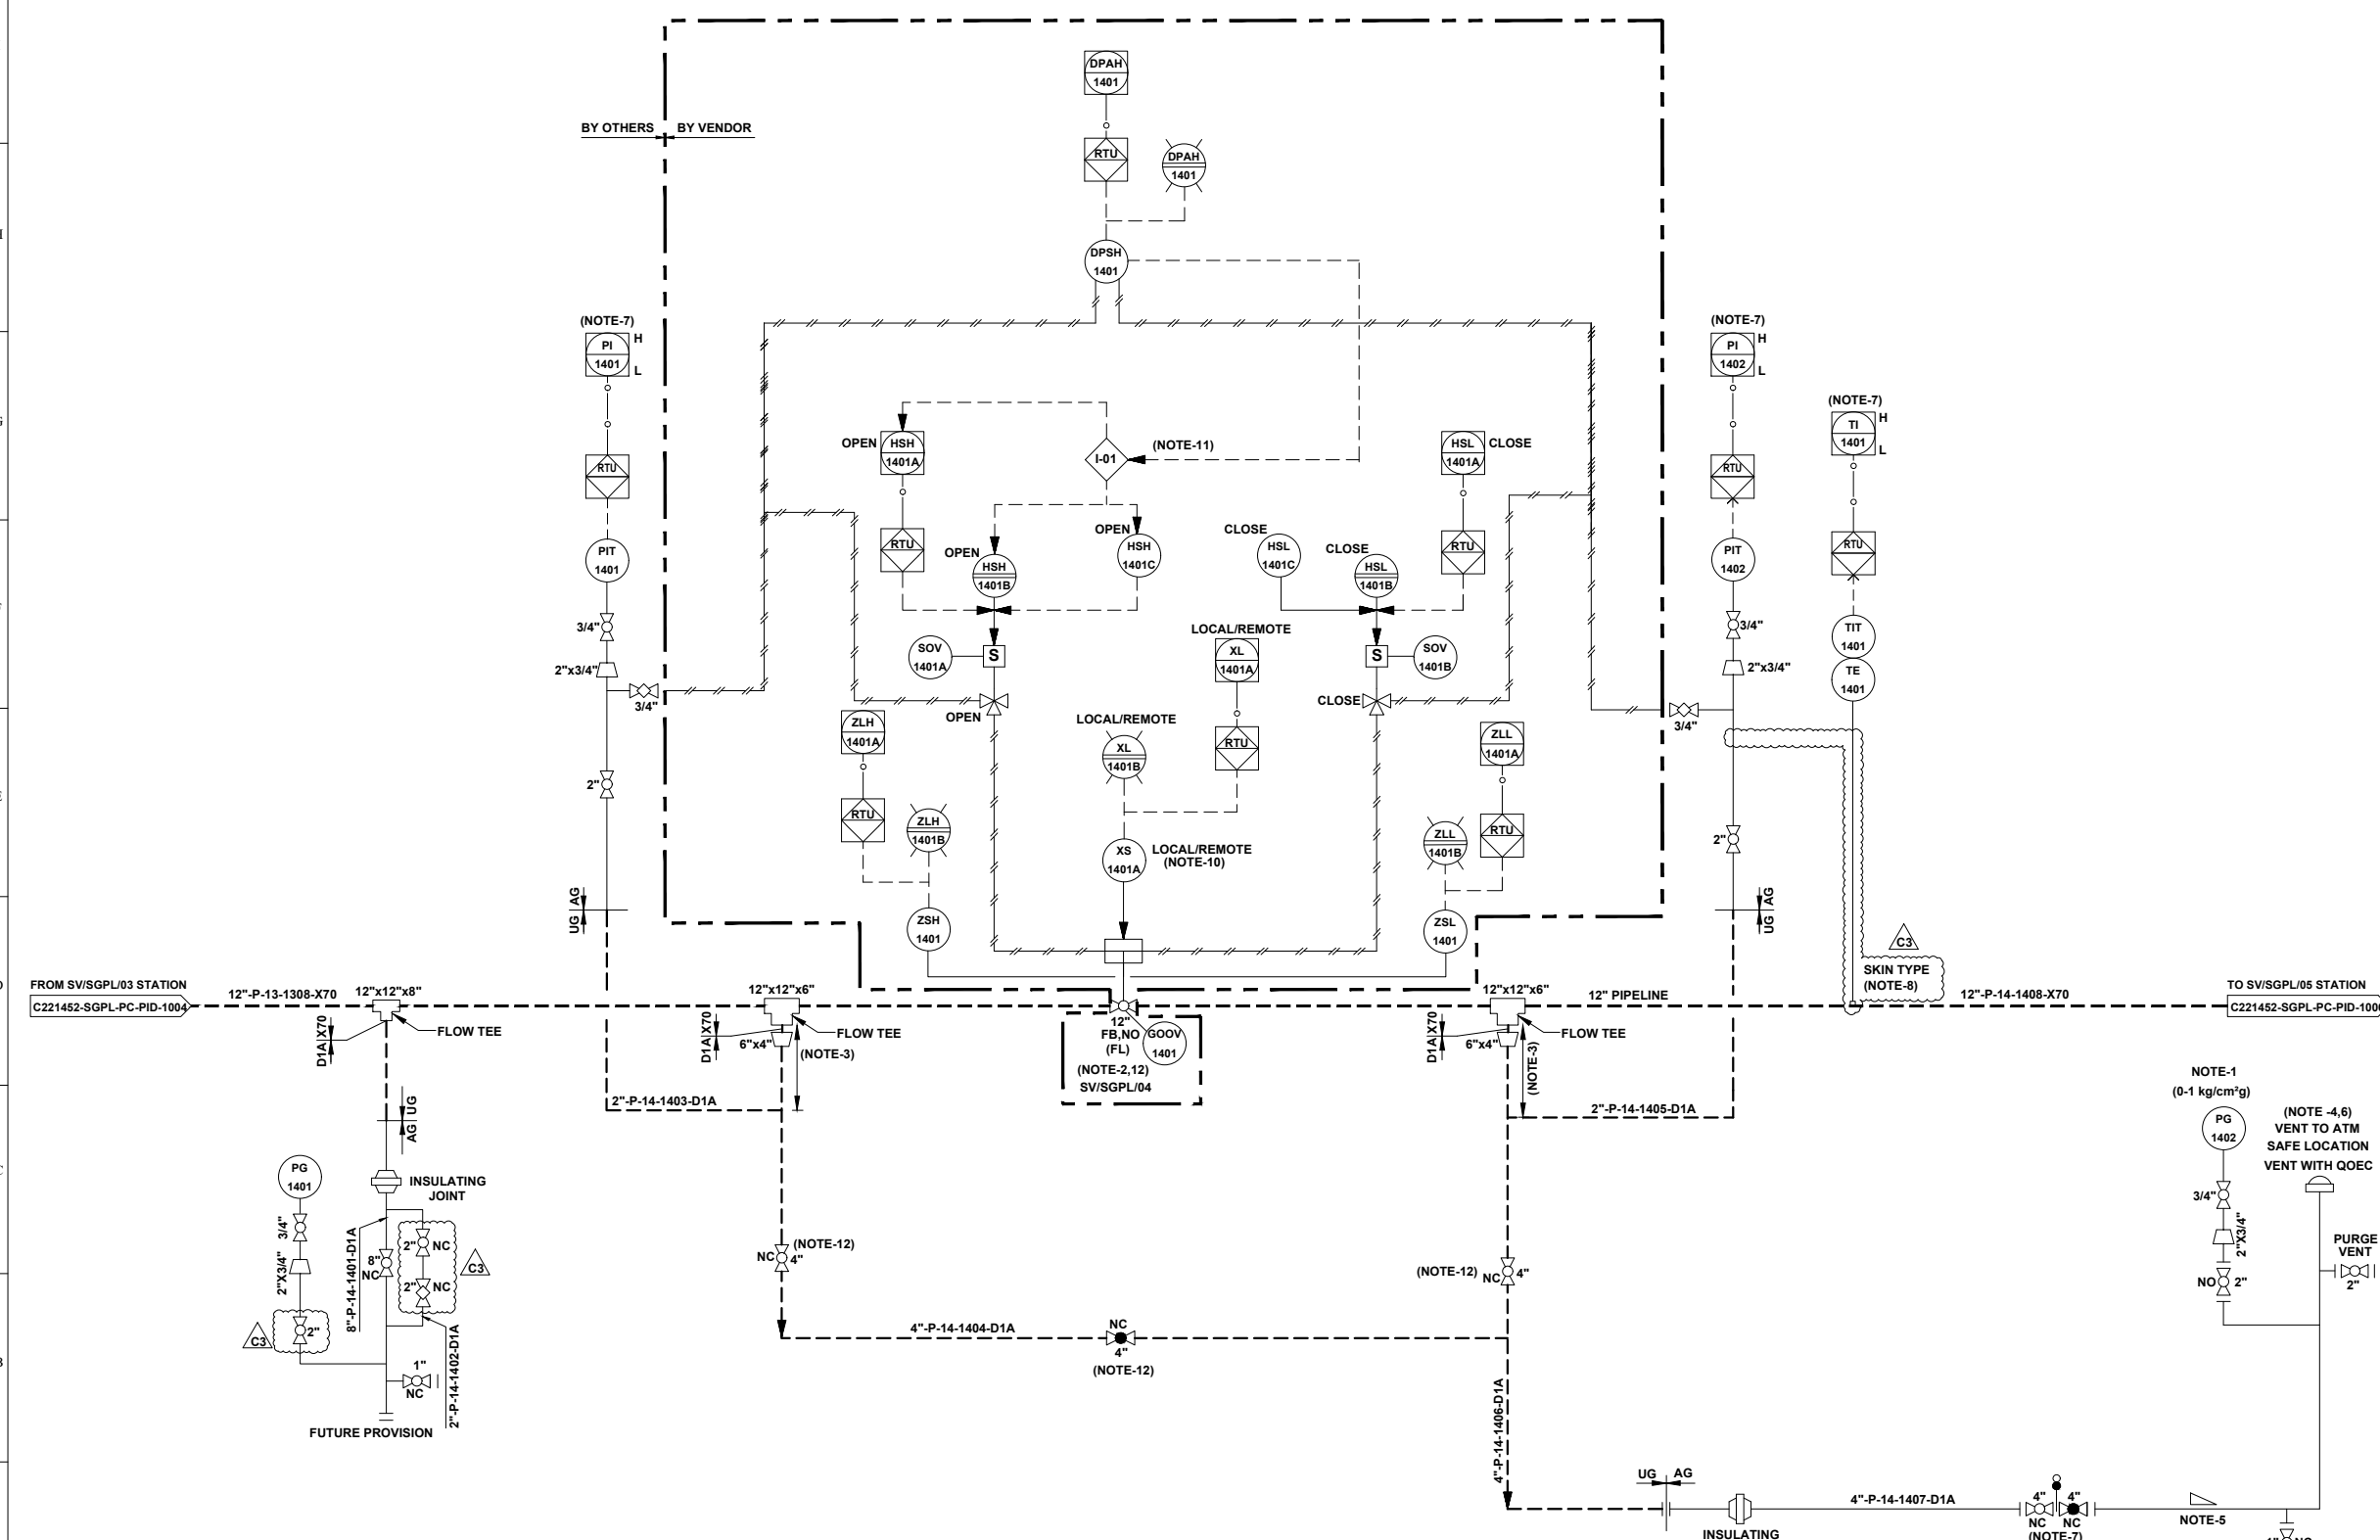 DPAH
1401
BY OTHERS
BY VENDOR
RTU
DPAH
1401
DPSH
1401
(NOTE-7)
PI
1401
H
L
(NOTE-7)
PI
1402
H
L
(NOTE-7)
TI
1401
H
L
OPEN
HSH
1401A
I-01
(NOTE-11)
HSL
1401A
CLOSE
RTU
RTU
RTU
RTU
RTU
OPEN
HSH
1401B
OPEN
HSH
1401C
CLOSE
HSL
1401C
CLOSE
HSL
1401B
PIT
1401
PIT
1402
3/4"
2"x3/4"
3/4"
2"
3/4"
2"x3/4"
3/4"
2"
TIT
1401
TE
1401
SOV
1401A
S
LOCAL/REMOTE
XL
1401A
S
SOV
1401B
OPEN
CLOSE
ZLH
1401A
LOCAL/REMOTE
XL
1401B
RTU
ZLL
1401A
RTU
ZLH
1401B
ZLL
1401B
RTU
XS
1401A
LOCAL/REMOTE
(NOTE-10)
ZSH
1401
ZSL
1401
UG AG
UG AG
C3
SKIN TYPE
(NOTE-8)
FROM SV/SGPL/03 STATION
C221452-SGPL-PC-PID-1004
12"-P-13-1308-X70
12"x12"x8"
12"x12"x6"
12"x12"x6"
12" PIPELINE
12"-P-14-1408-X70
TO SV/SGPL/05 STATION
C221452-SGPL-PC-PID-1006
D1A X70
FLOW TEE
D1A X70
6"x4"
FLOW TEE
(NOTE-3)
12"
FB,NO
(FL)
GOOV
1401
(NOTE-2,12)
SV/SGPL/04
D1A X70
6"x4"
FLOW TEE
(NOTE-3)
2"-P-14-1403-D1A
2"-P-14-1405-D1A
AG UG
PG
1401
INSULATING
JOINT
3/4"
2"X3/4"
8"-P-14-1401-D1A
8"
NC
2"
NC
2"
NC
C3
C3
2"
1"
NC
2"-P-14-1402-D1A
FUTURE PROVISION
NC
4"
(NOTE-12)
(NOTE-12)
NC
4"
4"-P-14-1404-D1A
NC
4"
(NOTE-12)
4"-P-14-1406-D1A
NOTE-1
(0-1 kg/cm²g)
PG
1402
3/4"
2"X3/4"
NO
2"
(NOTE -4,6)
VENT TO ATM
SAFE LOCATION
VENT WITH QOEC
PURGE
VENT
2"
UG AG
INSULATING
4"-P-14-1407-D1A
4"
4"
NC
NC
(NOTE-7)
NOTE-5
H
G
E
C